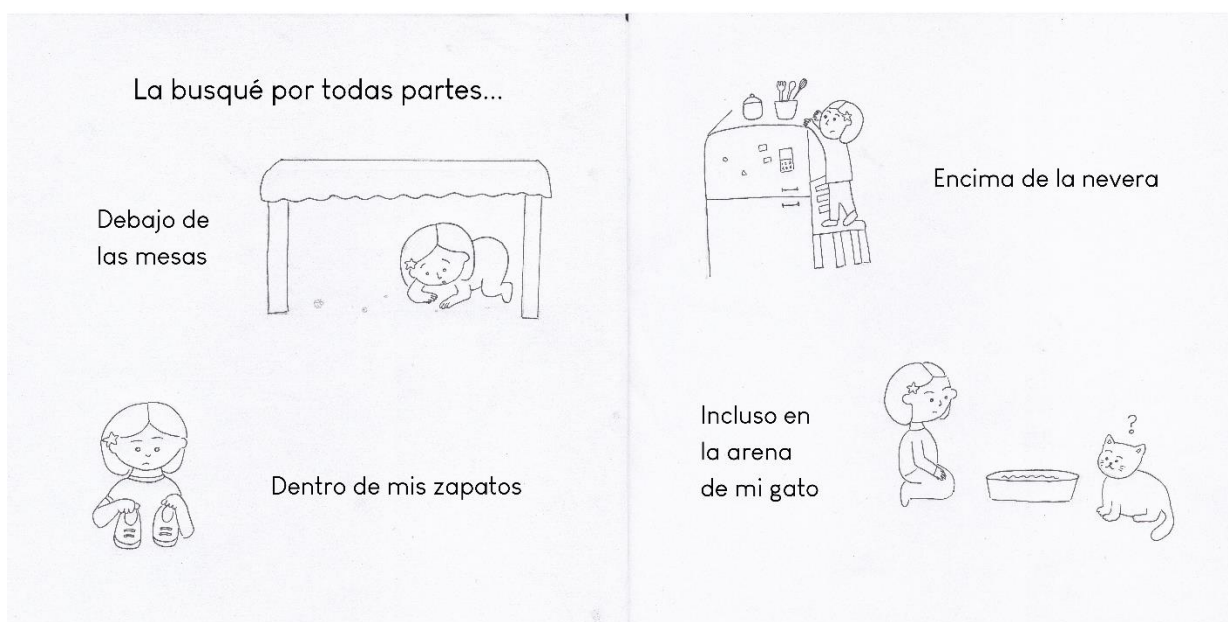 La busqué por todas partes...
Debajo de
las mesas
Dentro de mis zapatos
Encima de la nevera
Incluso en
la arena
de mi gato
?